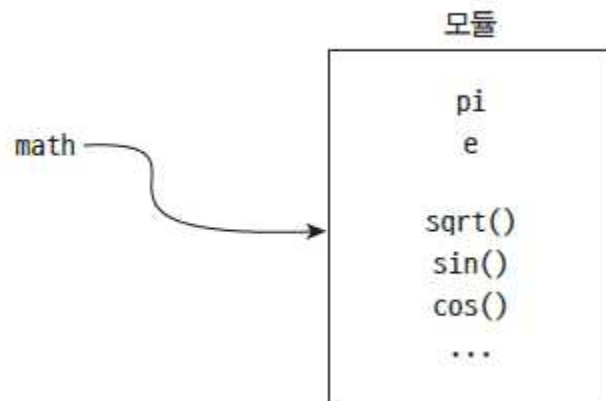 모듈
pi
math
e
sqrt()
sin()
cos()
...